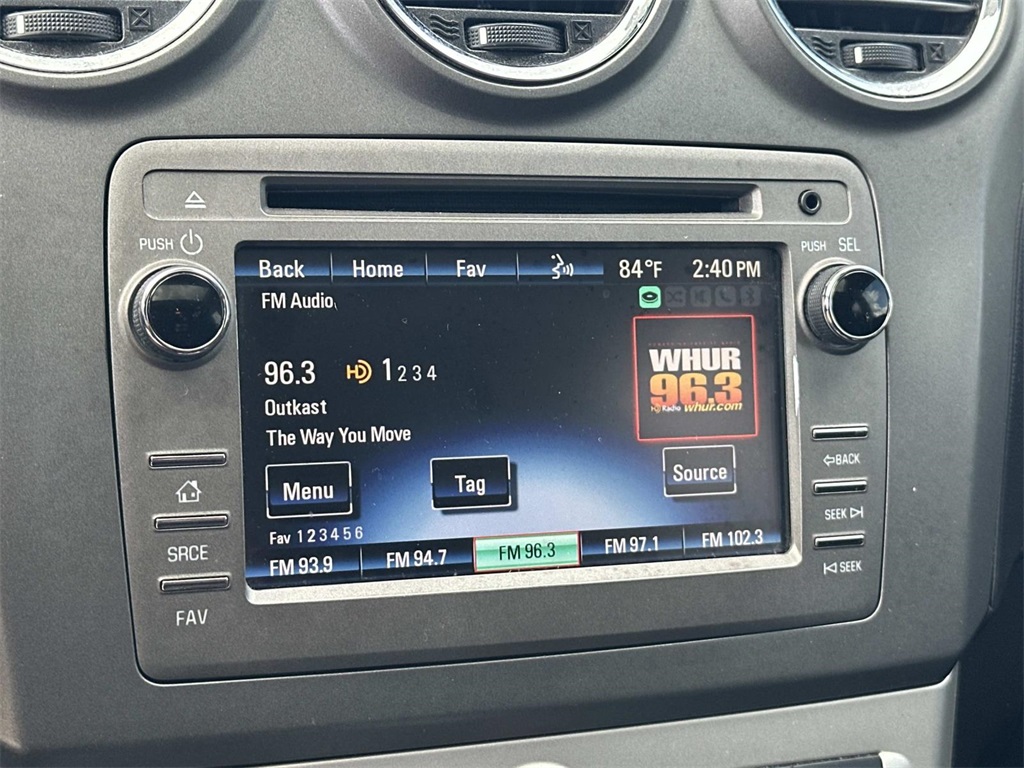 PUSH
PUSH SEL
Back Home Fav 84°F 2:40 PM
FM Audio
WHUR
96.3
HD Radio whur.com
96.3 HD 1 2 3 4
Outkast
The Way You Move
Menu Tag Source
Fav 1 2 3 4 5 6
FM 93.9 FM 94.7 FM 96.3 FM 97.1 FM 102.3
SRCE
FAV
BACK
SEEK
SEEK